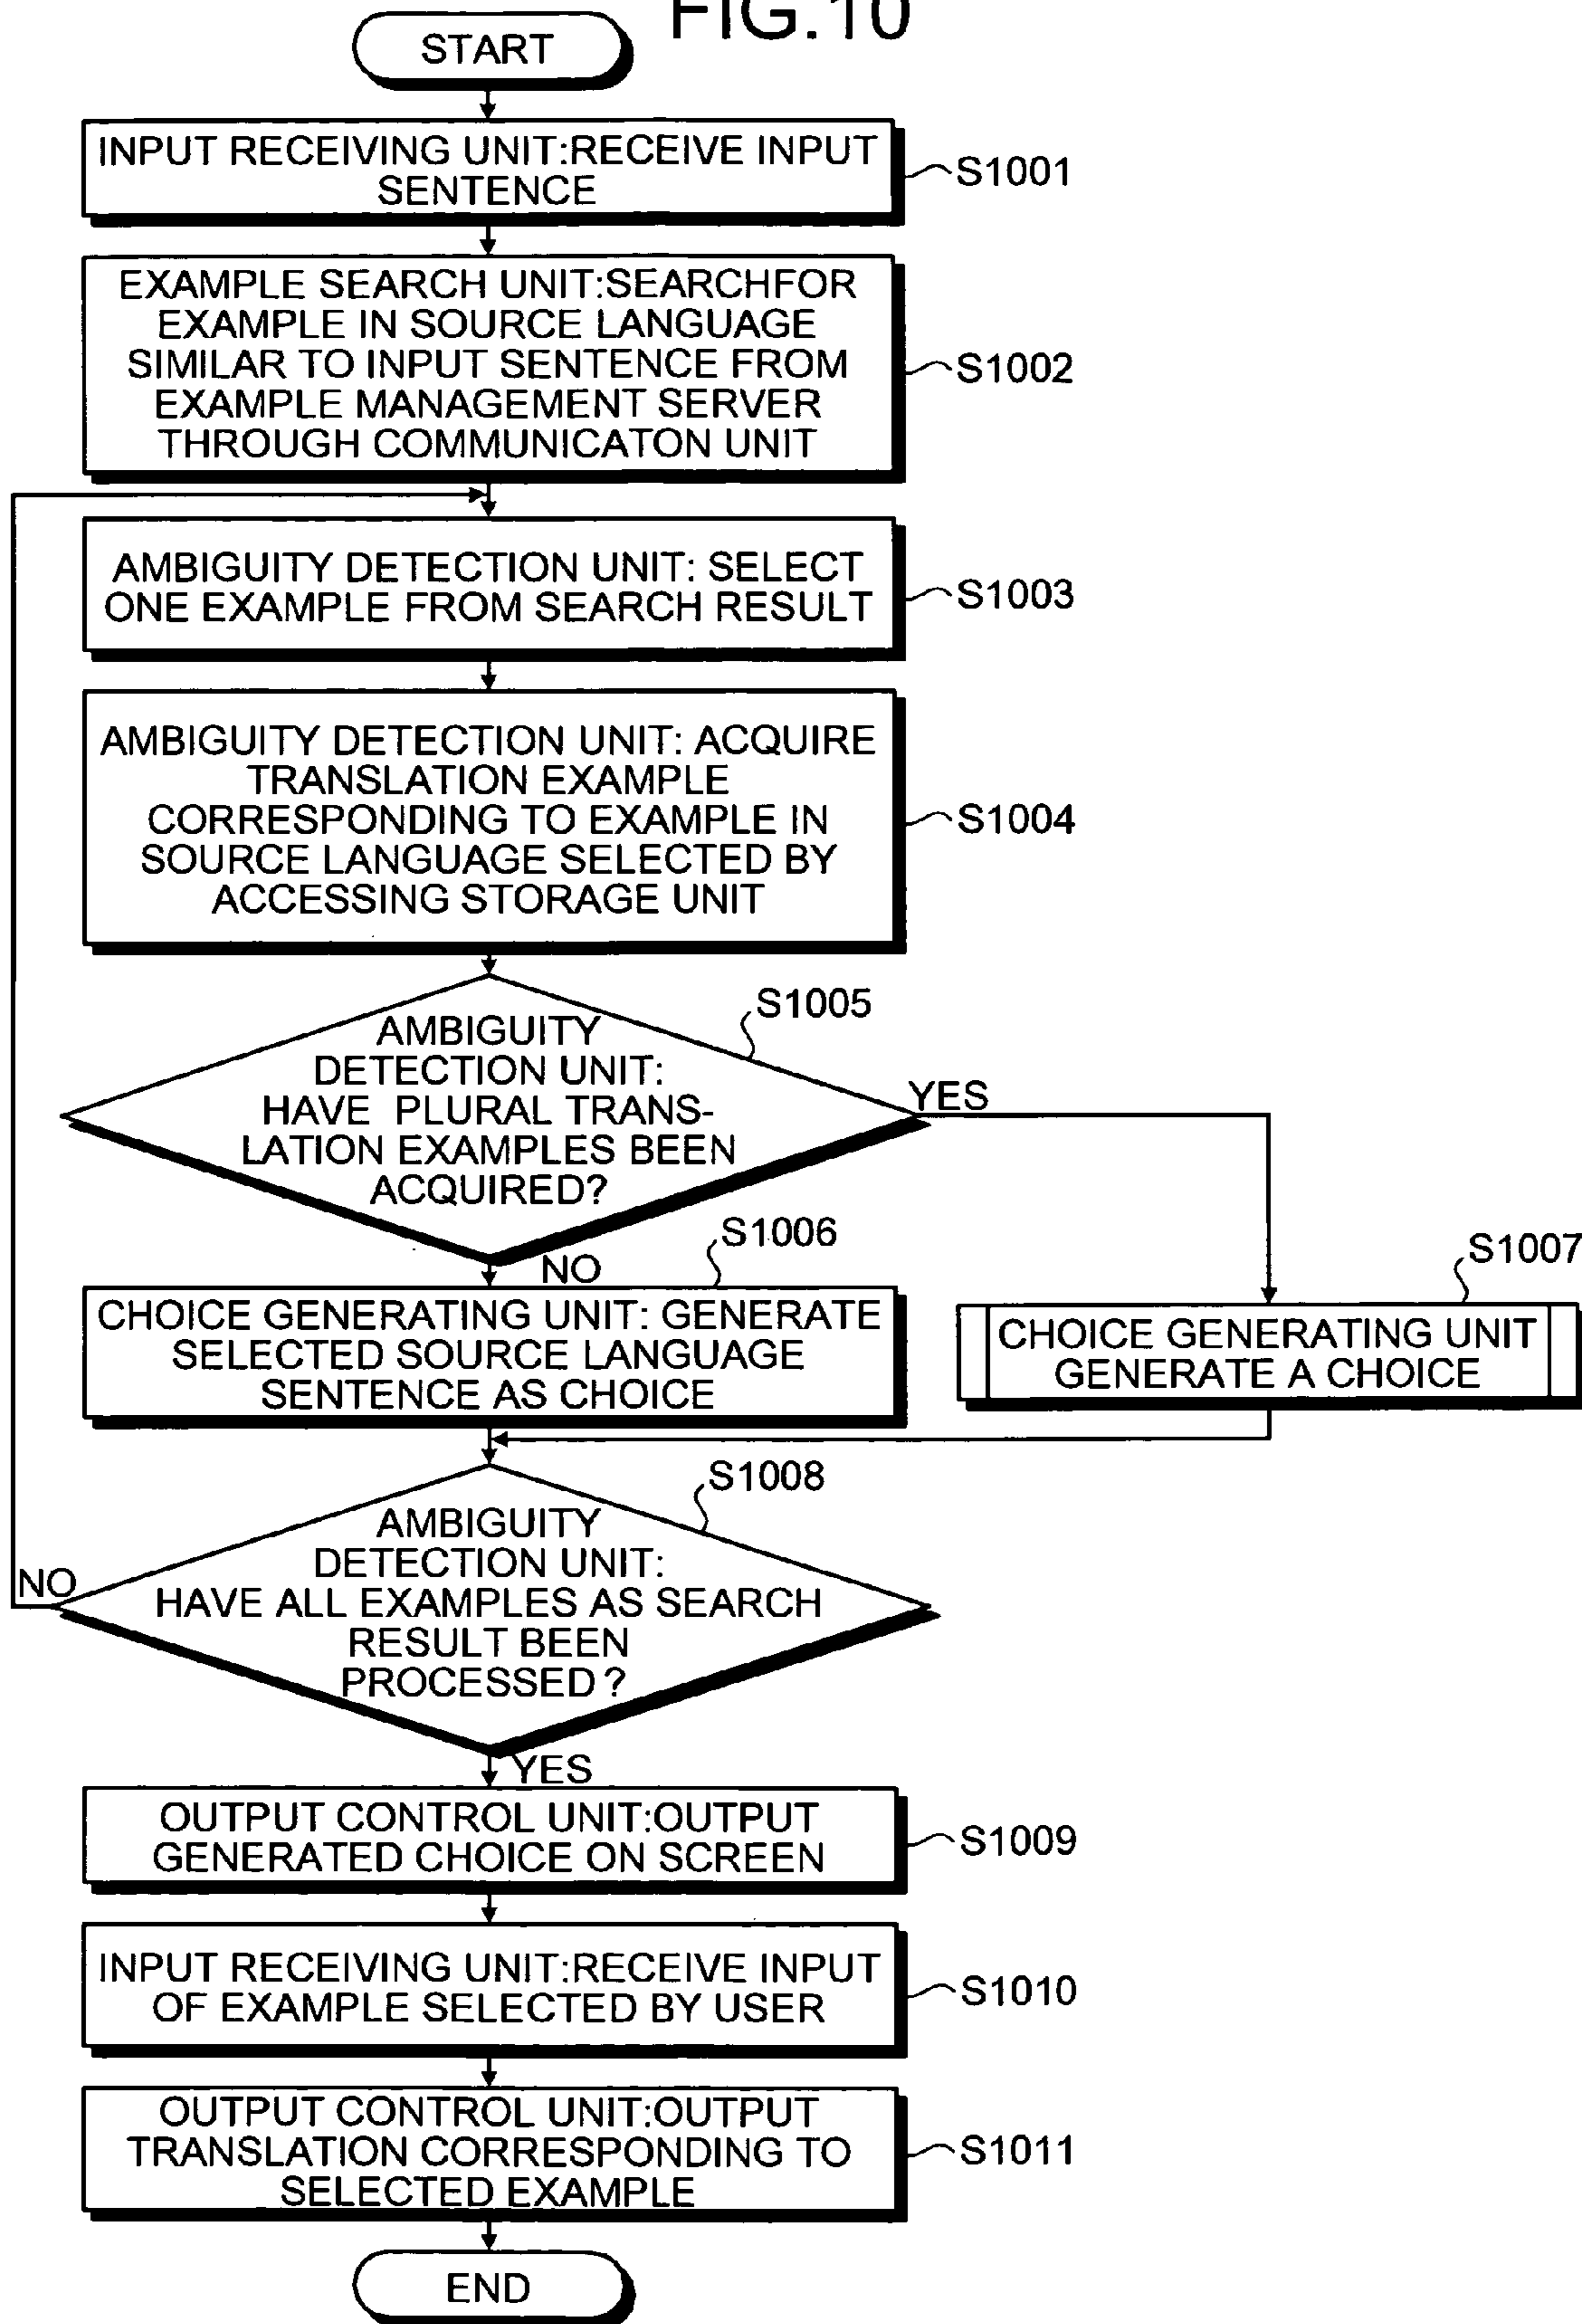 FIG.10
START
INPUT RECEIVING UNIT:RECEIVE INPUT
SENTENCE
S1001
EXAMPLE SEARCH UNIT:SEARCHFOR
EXAMPLE IN SOURCE LANGUAGE
SIMILAR TO INPUT SENTENCE FROM
EXAMPLE MANAGEMENT SERVER
THROUGH COMMUNICATON UNIT
S1002
AMBIGUITY DETECTION UNIT: SELECT
ONE EXAMPLE FROM SEARCH RESULT
S1003
AMBIGUITY DETECTION UNIT: ACQUIRE
TRANSLATION EXAMPLE
CORRESPONDING TO EXAMPLE IN
SOURCE LANGUAGE SELECTED BY
ACCESSING STORAGE UNIT
S1004
S1005
AMBIGUITY
DETECTION UNIT:
HAVE PLURAL TRANS-
LATION EXAMPLES BEEN
ACQUIRED?
YES
NO
S1006
CHOICE GENERATING UNIT: GENERATE
SELECTED SOURCE LANGUAGE
SENTENCE AS CHOICE
S1007
CHOICE GENERATING UNIT
GENERATE A CHOICE
S1008
AMBIGUITY
DETECTION UNIT:
HAVE ALL EXAMPLES AS SEARCH
RESULT BEEN
PROCESSED ?
NO
YES
OUTPUT CONTROL UNIT:OUTPUT
GENERATED CHOICE ON SCREEN
S1009
INPUT RECEIVING UNIT:RECEIVE INPUT
OF EXAMPLE SELECTED BY USER
S1010
OUTPUT CONTROL UNIT:OUTPUT
TRANSLATION CORRESPONDING TO
SELECTED EXAMPLE
S1011
END